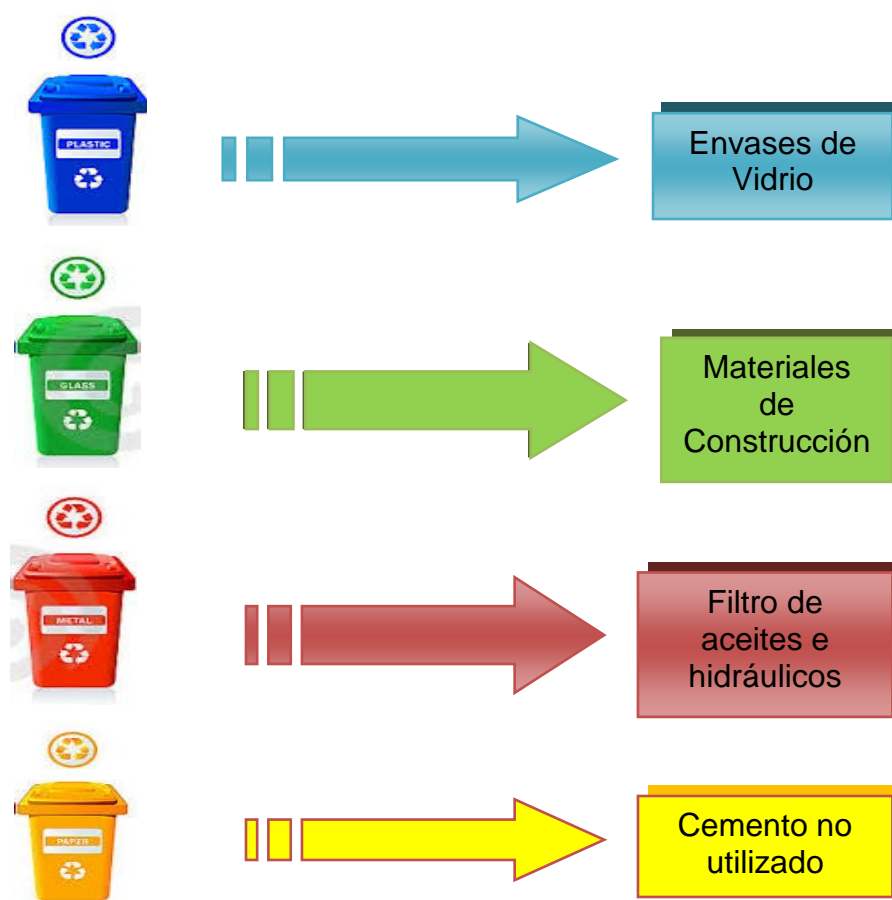 PLASTIC
Envases de
Vidrio
GLASS
Materiales
de
Construcción
METAL
Filtro de
aceites e
hidráulicos
PAPER
Cemento no
utilizado